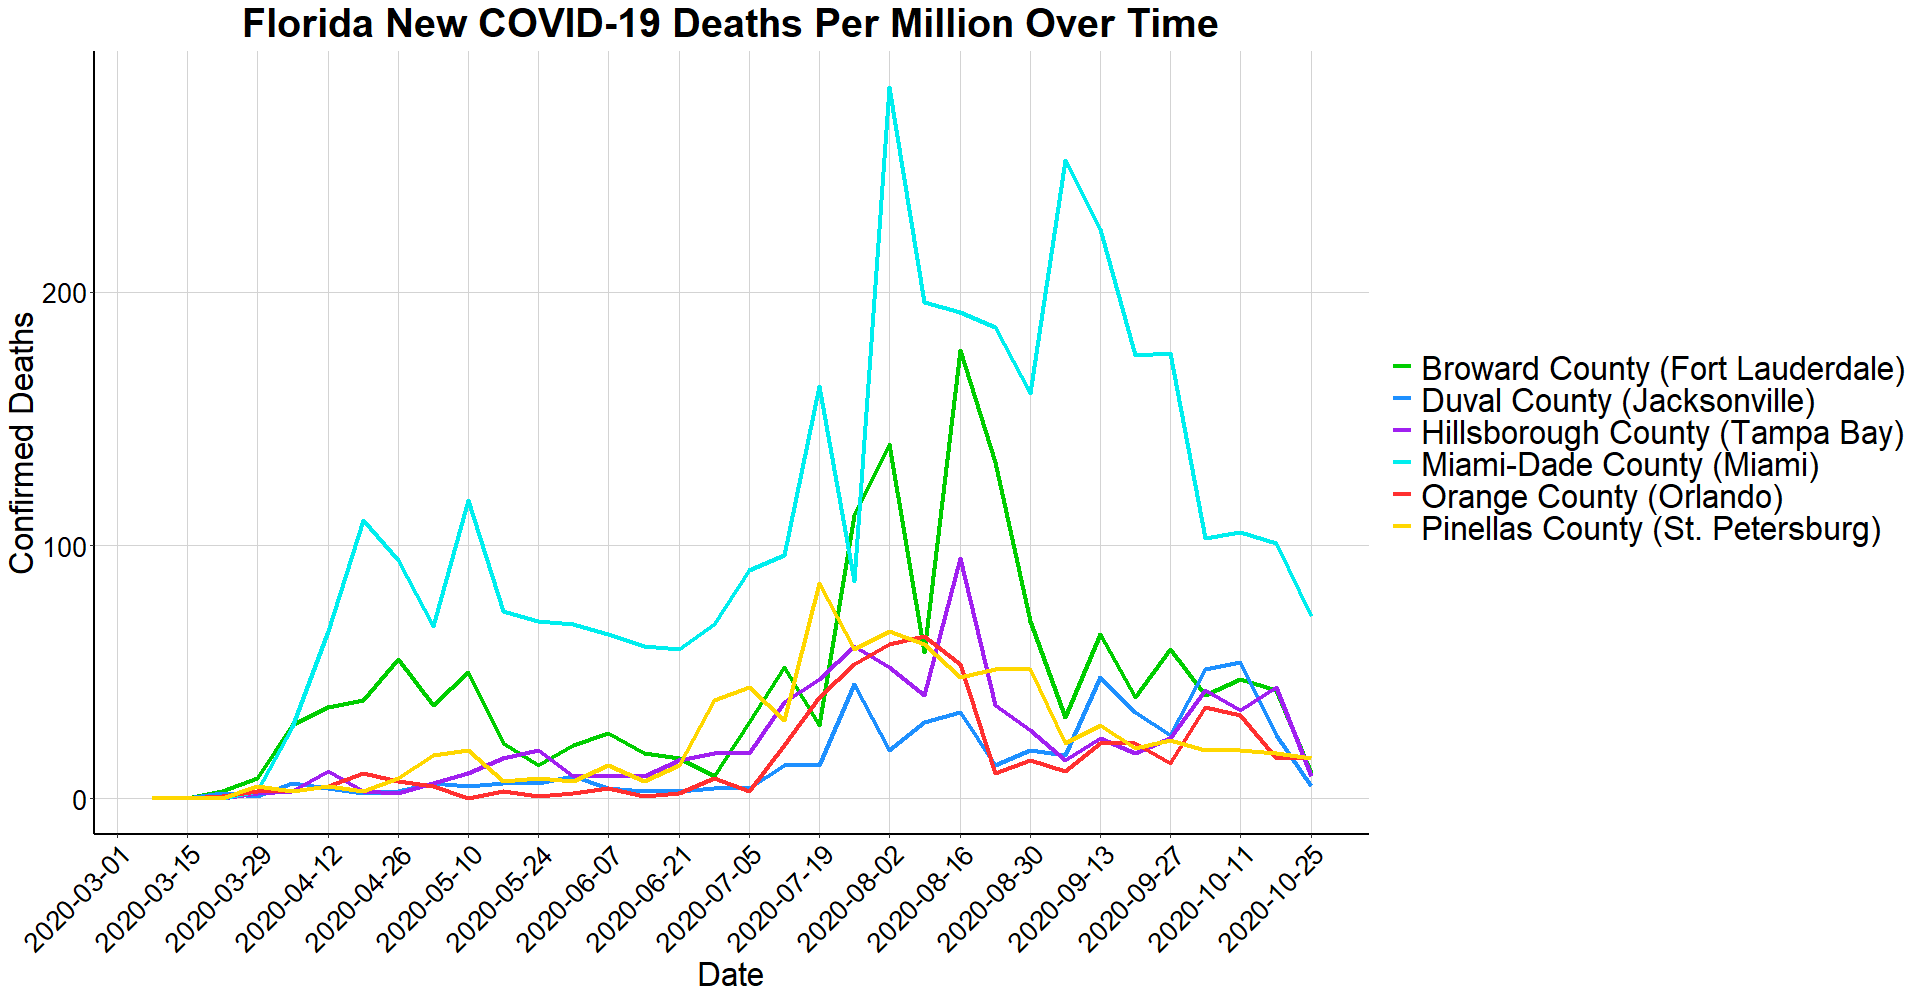 Florida New COVID-19 Deaths Per Million Over Time
Confirmed Deaths
200
100
0
2020-03-01
2020-03-15
2020-03-29
2020-04-12
2020-04-26
2020-05-10
2020-05-24
2020-06-07
2020-06-21
2020-07-05
2020-07-19
2020-08-02
2020-08-16
2020-08-30
2020-09-13
2020-09-27
2020-10-11
2020-10-25
Date
Broward County (Fort Lauderdale)
Duval County (Jacksonville)
Hillsborough County (Tampa Bay)
Miami-Dade County (Miami)
Orange County (Orlando)
Pinellas County (St. Petersburg)